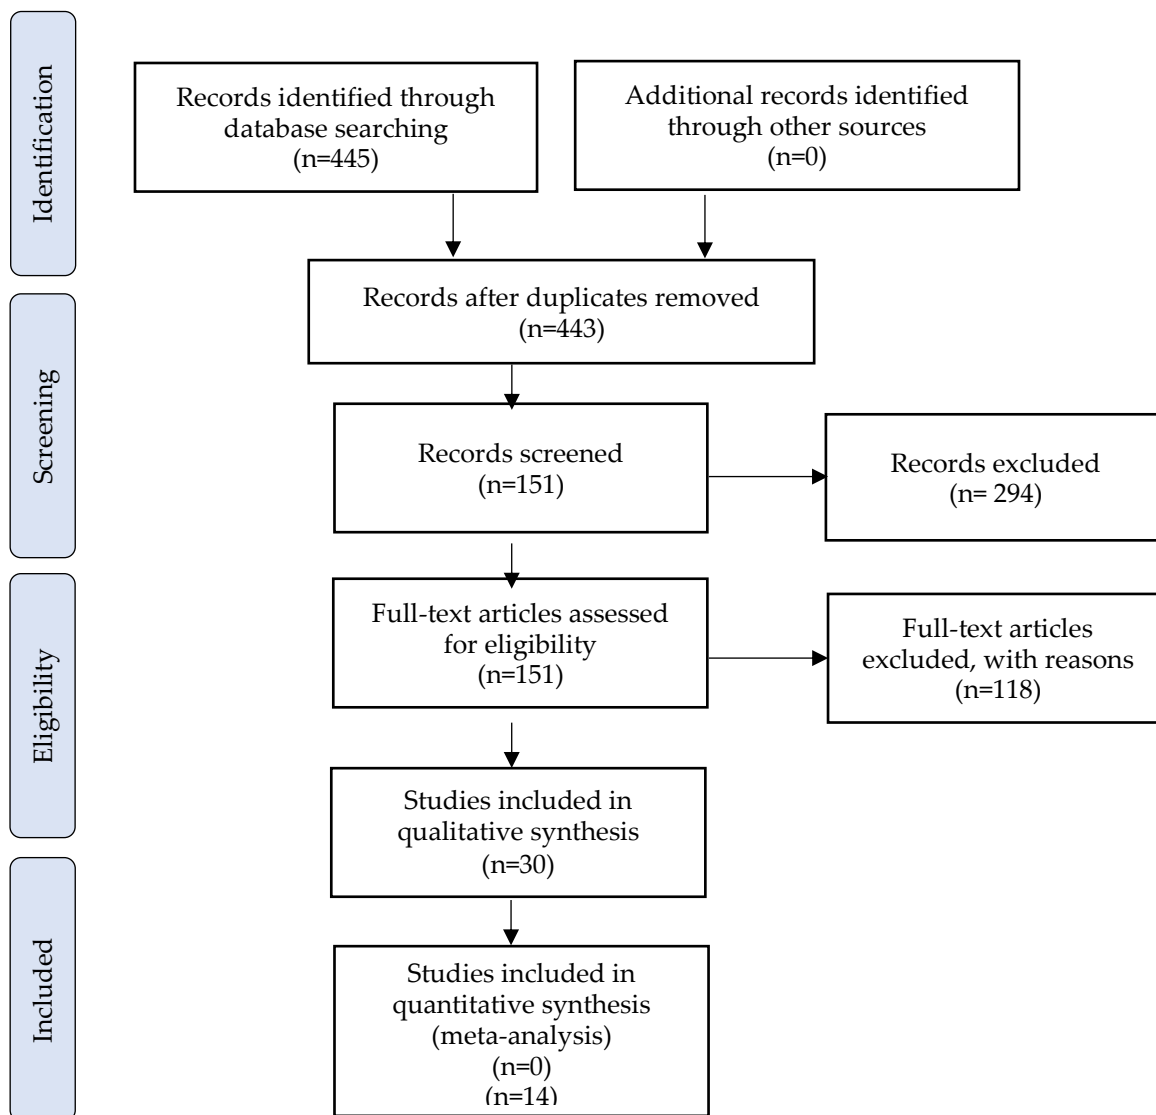 Identification
Records identified through
database searching
(n=445)
Additional records identified
through other sources
(n=0)
Records after duplicates removed
(n=443)
Screening
Records screened
(n=151)
Records excluded
(n= 294)
Eligibility
Full-text articles assessed
for eligibility
(n=151)
Full-text articles
excluded, with reasons
(n=118)
Studies included in
qualitative synthesis
(n=30)
Included
Studies included in
quantitative synthesis
(meta-analysis)
(n=0)
(n=14)